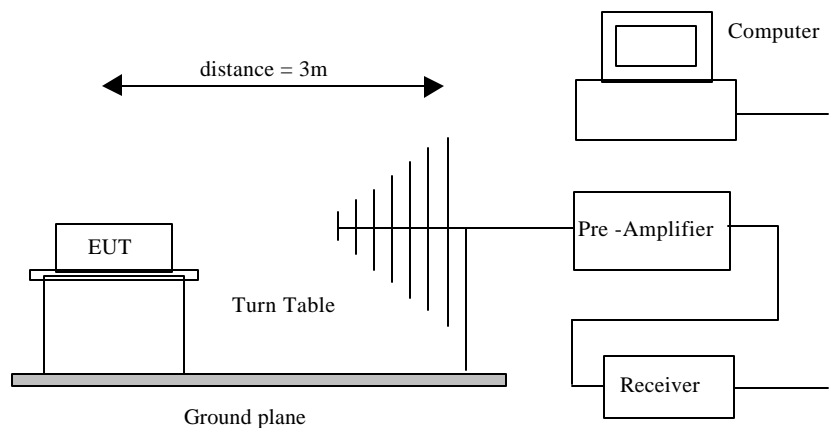 Computer
distance = 3m
Pre -Amplifier
EUT
Turn Table
Receiver
Ground plane